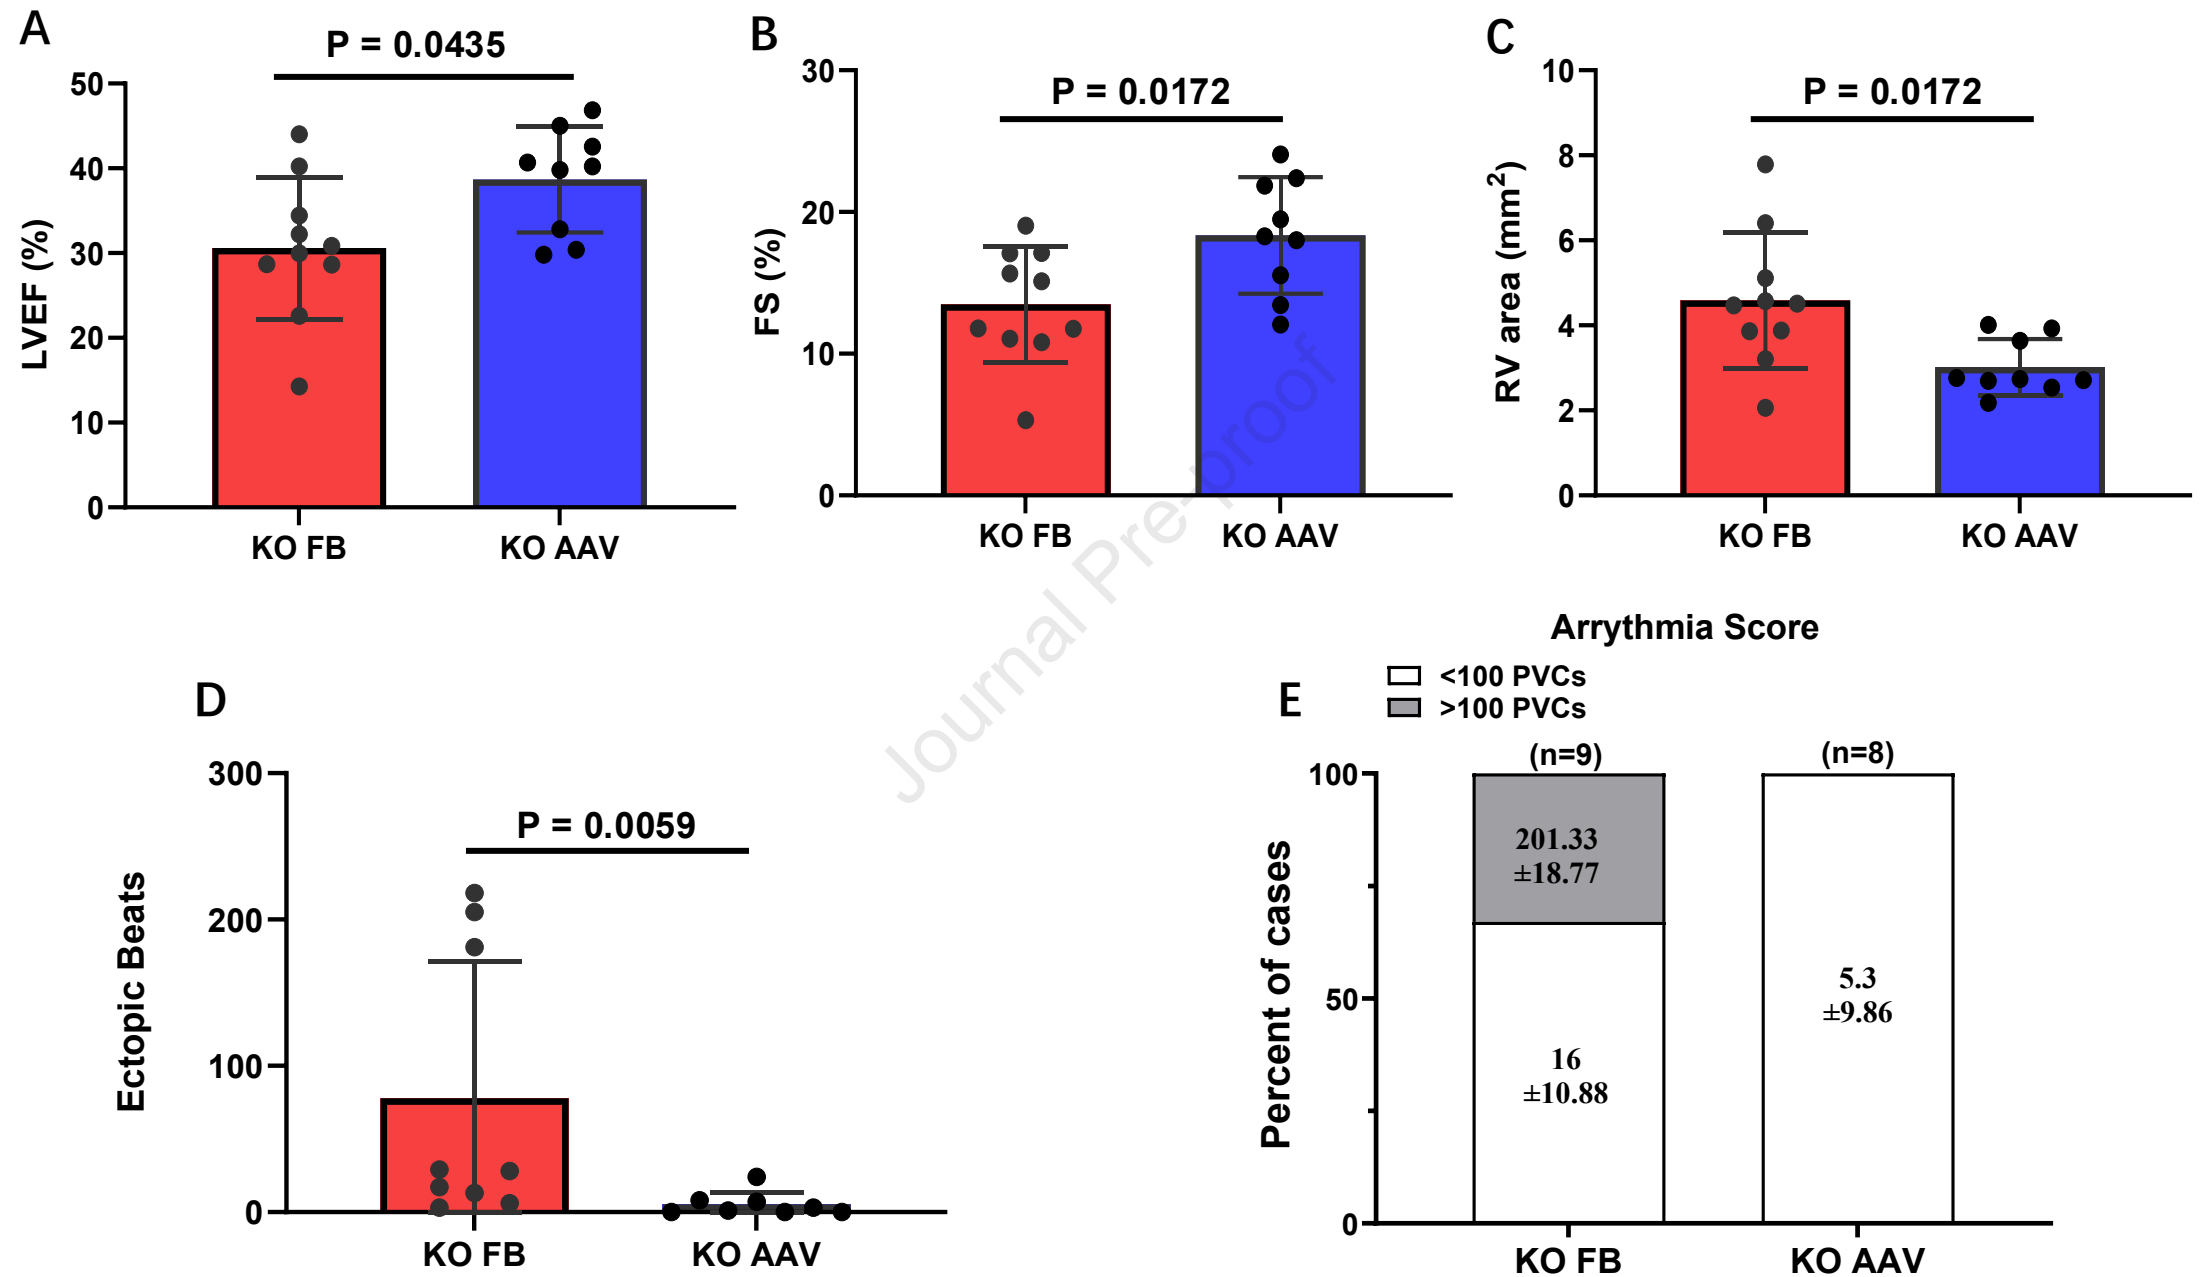 A
P = 0.0435
LVEF (%)
50
40
30
20
10
0
KO FB
KO AAV
B
P = 0.0172
FS (%)
30
20
10
0
KO FB
KO AAV
C
P = 0.0172
RV area (mm²)
10
8
6
4
2
0
KO FB
KO AAV
Journal Pre-proof
D
P = 0.0059
Ectopic Beats
300
200
100
0
KO FB
KO AAV
Arrythmia Score
E
<100 PVCs
>100 PVCs
(n=9)
(n=8)
Percent of cases
100
50
0
201.33
±18.77
16
±10.88
5.3
±9.86
KO FB
KO AAV